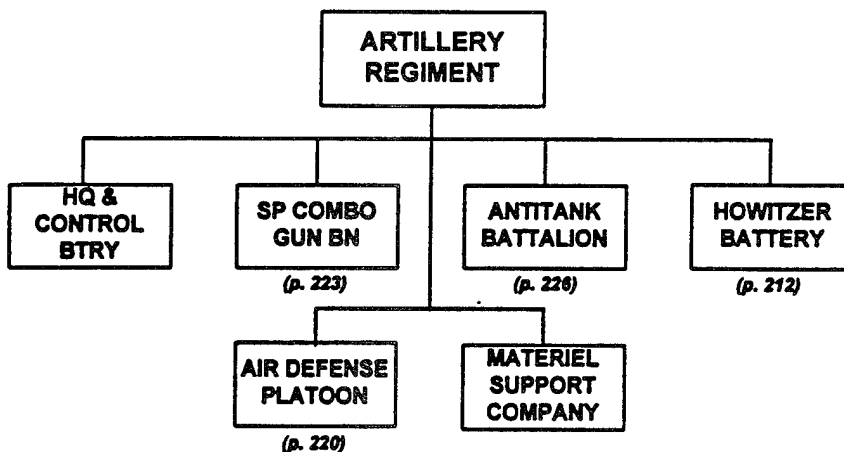 ARTILLERY
REGIMENT
HQ &
CONTROL
BTRY
SP COMBO
GUN BN
(p. 223)
ANTITANK
BATTALION
(p. 226)
HOWITZER
BATTERY
(p. 212)
AIR DEFENSE
PLATOON
(p. 220)
MATERIEL
SUPPORT
COMPANY